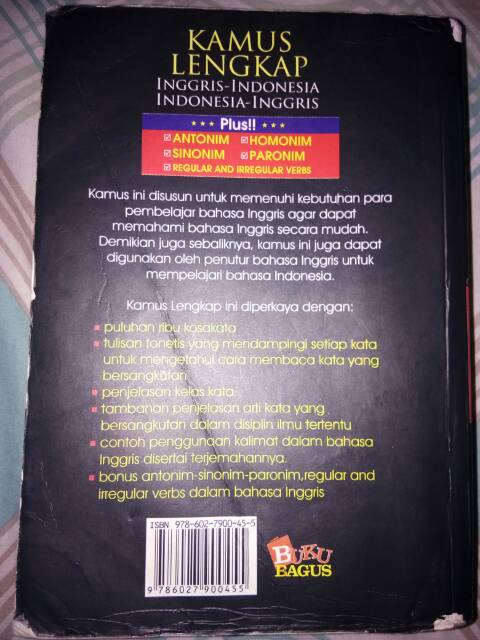 KAMUS
LENGKAP
INGGRIS-INDONESIA
INDONESIA-INGGRIS
Plus!!
ANTONIM HOMONIM
SINONIM PARONIM
REGULAR AND IRREGULAR VERBS
Kamus ini disusun untuk memenuhi kebutuhan para
pembelajar bahasa Inggris agar dapat
memahami bahasa Inggris secara mudah.
Demikian juga sebaliknya, kamus ini juga dapat
digunakan oleh penutur bahasa Inggris untuk
mempelajari bahasa Indonesia.
Kamus Lengkap ini diperkaya dengan:
puluhan ribu kosakata
tulisan fonetis yang mendampingi setiap kata
untuk mengetahui cara membaca kata yang
bersangkutan
penjelasan kelas kata
tambahan penjelasan arti kata yang
bersangkutan dalam disiplin ilmu tertentu
contoh penggunaan kalimat dalam bahasa
Inggris disertai terjemahannya.
bonus antonim-sinonim-paronim,regular and
irregular verbs dalam bahasa Inggris
ISBN 978-602-7900-45-5
9 786027 900455
BUKU
BAGUS